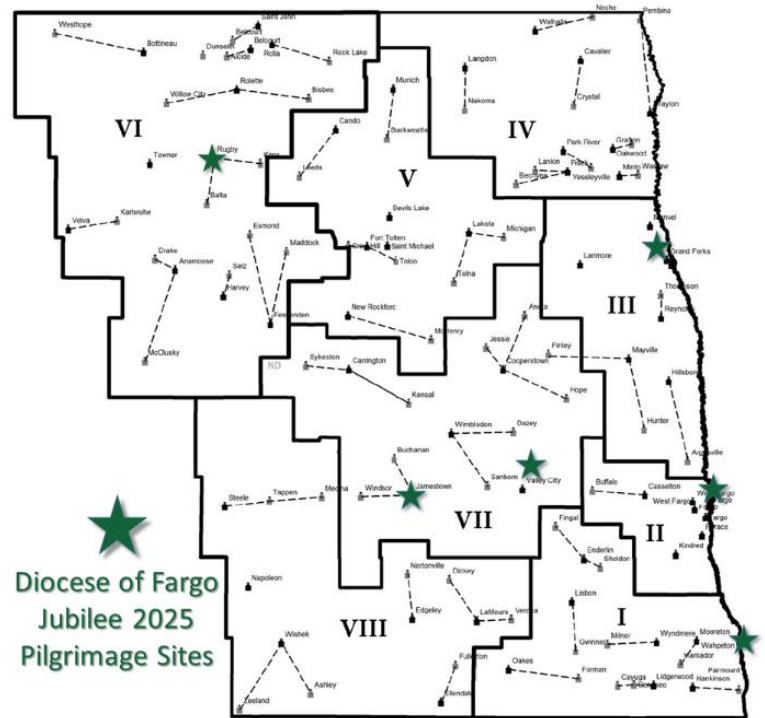 Westhope
Bottineau
Saint John
Belcourt
Dunseith
Alcide
Belcourt
Rolla
Rock Lake
Willow City
Rolette
Bisbee
VI
Towner
Rugby
Knox
Balta
Velva
Karlsruhe
Esmond
Maddock
Drake
Anamoose
Selz
Harvey
Fessenden
McClusky
ND
Munich
Cando
Starkweather
Leeds
V
Devils Lake
Fort Totten
Crow Hill
Saint Michael
Tokio
Lakota
Michigan
Tolna
New Rockford
McHenry
Walhalla
Neche
Pembina
Langdon
Cavalier
Nekoma
Crystal
Drayton
IV
Park River
Grafton
Oakwood
Lankin
Minto
Warsaw
Bechyne
Veseleyville
Manvel
Grand Forks
Larimore
Thompson
Reynolds
III
Aneta
Jessie
Cooperstown
Finley
Mayville
Hillsboro
Hope
Hunter
Argusville
Sykeston
Carrington
Kensal
Wimbledon
Dazey
Buchanan
Sanborn
Valley City
Windsor
Jamestown
VII
Steele
Tappen
Medina
Buffalo
Casselton
West Fargo
Fargo
Horace
II
Kindred
Fingal
Enderlin
Sheldon
Napoleon
Nortonville
Dickey
Edgeley
LaMoure
Verona
VIII
Wishek
Ashley
Zeeland
Fullerton
Ellendale
Lisbon
I
Gwinner
Milner
Wyndmere
Mooreton
Wahpeton
Mantador
Oakes
Forman
Cayuga
Geneseo
Lidgerwood
Hankinson
Fairmount
Diocese of Fargo
Jubilee 2025
Pilgrimage Sites